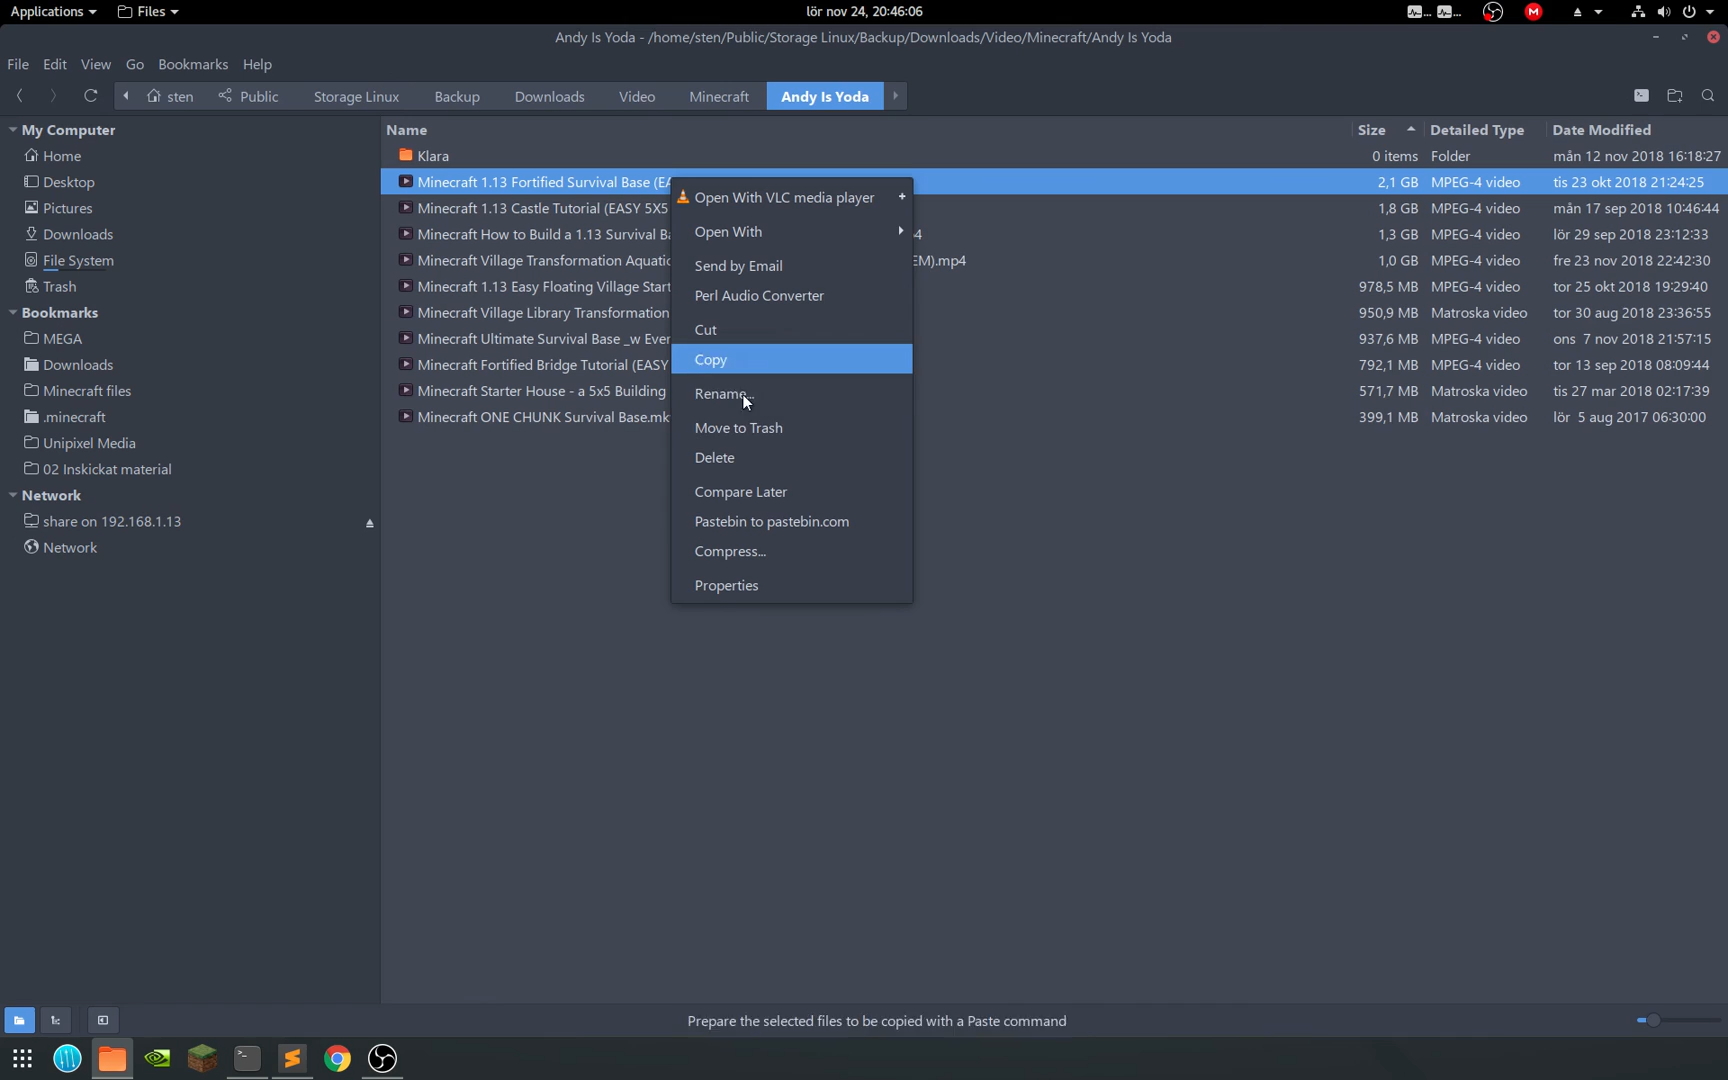 Applications Files lör nov 24, 20:46:06
Andy Is Yoda - /home/sten/Public/Storage Linux/Backup/Downloads/Video/Minecraft/Andy Is Yoda
File Edit View Go Bookmarks Help
sten Public Storage Linux Backup Downloads Video Minecraft Andy Is Yoda
My Computer
Home
Desktop
Pictures
Downloads
File System
Trash
Bookmarks
MEGA
Downloads
Minecraft files
.minecraft
Unipixel Media
02 Inskickat material
Network
share on 192.168.1.13
Network
Name Size Detailed Type Date Modified
Klara 0 items Folder mån 12 nov 2018 16:18:27
Minecraft 1.13 Fortified Survival Base (EA 2,1 GB MPEG-4 video tis 23 okt 2018 21:24:25
Minecraft 1.13 Castle Tutorial (EASY 5X5 1,8 GB MPEG-4 video mån 17 sep 2018 10:46:44
Minecraft How to Build a 1.13 Survival Ba 4 1,3 GB MPEG-4 video lör 29 sep 2018 23:12:33
Minecraft Village Transformation Aquatic EM).mp4 1,0 GB MPEG-4 video fre 23 nov 2018 22:42:30
Minecraft 1.13 Easy Floating Village Start 978,5 MB MPEG-4 video tor 25 okt 2018 19:29:40
Minecraft Village Library Transformation 950,9 MB Matroska video tor 30 aug 2018 23:36:55
Minecraft Ultimate Survival Base _w Ever 937,6 MB MPEG-4 video ons 7 nov 2018 21:57:15
Minecraft Fortified Bridge Tutorial (EASY 792,1 MB MPEG-4 video tor 13 sep 2018 08:09:44
Minecraft Starter House - a 5x5 Building 571,7 MB Matroska video tis 27 mar 2018 02:17:39
Minecraft ONE CHUNK Survival Base.mk 399,1 MB Matroska video lör 5 aug 2017 06:30:00
Open With VLC media player +
Open With
Send by Email
Perl Audio Converter
Cut
Copy
Rename...
Move to Trash
Delete
Compare Later
Pastebin to pastebin.com
Compress...
Properties
Prepare the selected files to be copied with a Paste command